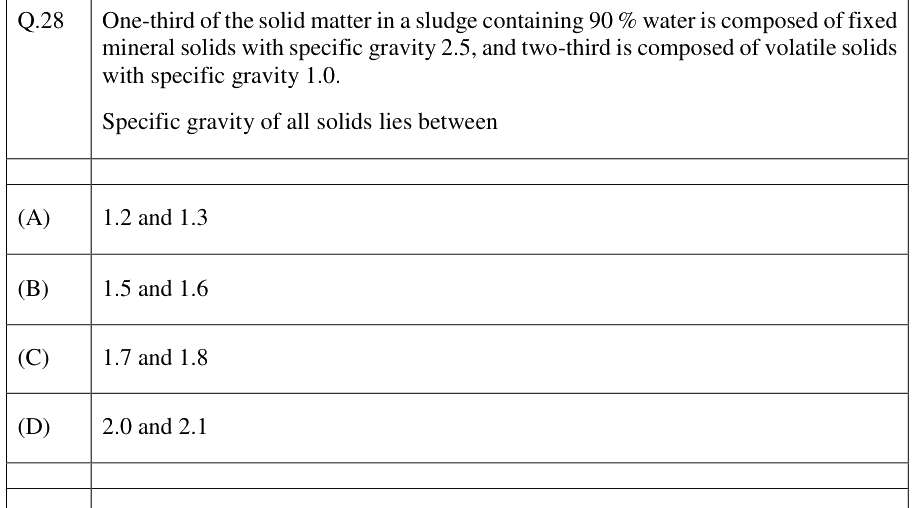 Q.28 One-third of the solid matter in a sludge containing 90 % water is composed of fixed
mineral solids with specific gravity 2.5, and two-third is composed of volatile solids
with specific gravity 1.0.
Specific gravity of all solids lies between
(A) 1.2 and 1.3
(B) 1.5 and 1.6
(C) 1.7 and 1.8
(D) 2.0 and 2.1